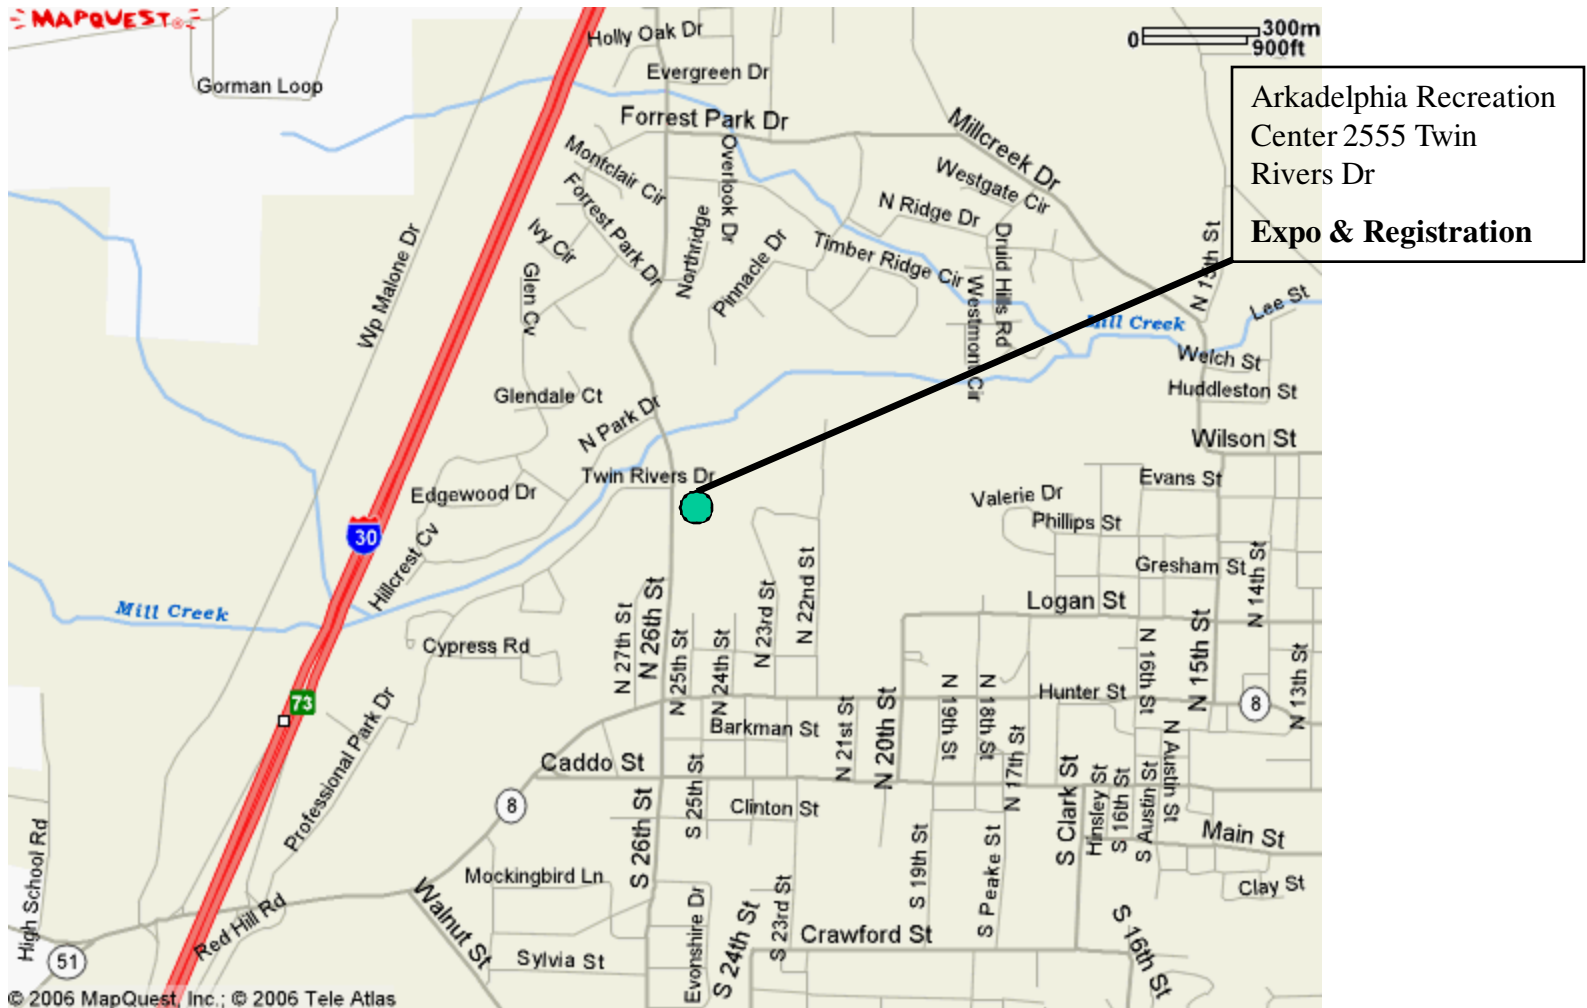 MAPQUEST®
Gorman Loop
Holly Oak Dr
Evergreen Dr
Forrest Park Dr
0
300m
900ft
Arkadelphia Recreation
Center 2555 Twin
Rivers Dr
Expo & Registration
Millcreek Dr
Montclair Cir
Overlook Dr
Westgate Cir
Forrest Park Dr
N Ridge Dr
Northridge
Ivy Cir
Pinnacle Dr
Timber Ridge Cir
Druid Hills Rd
N 15th St
Wp Malone Dr
Glen Cv
Westmont Cir
Mill Creek
Lee St
Welch St
Glendale Ct
Huddleston St
N Park Dr
Wilson St
Twin Rivers Dr
Edgewood Dr
Evans St
Valerie Dr
Phillips St
30
Hillcrest Cv
Gresham St
N 14th St
Mill Creek
Logan St
N 27th St
N 26th St
N 25th St
N 24th St
N 23rd St
N 22nd St
Cypress Rd
N 16th St
N 15th St
N 13th St
Hunter St
8
73
Professional Park Dr
Barkman St
N 21st St
N 20th St
N 19th St
N 18th St
N 17th St
N Austin St
Caddo St
8
S 26th St
S 25th St
Clinton St
S Clark St
Hinsley St
S 16th St
S Austin St
Main St
High School Rd
Mockingbird Ln
S 19th St
S Peake St
Clay St
Red Hill Rd
Walnut St
Evonshire Dr
S 24th St
S 23rd St
Crawford St
S 16th St
Sylvia St
51
© 2006 MapQuest, Inc.; © 2006 Tele Atlas